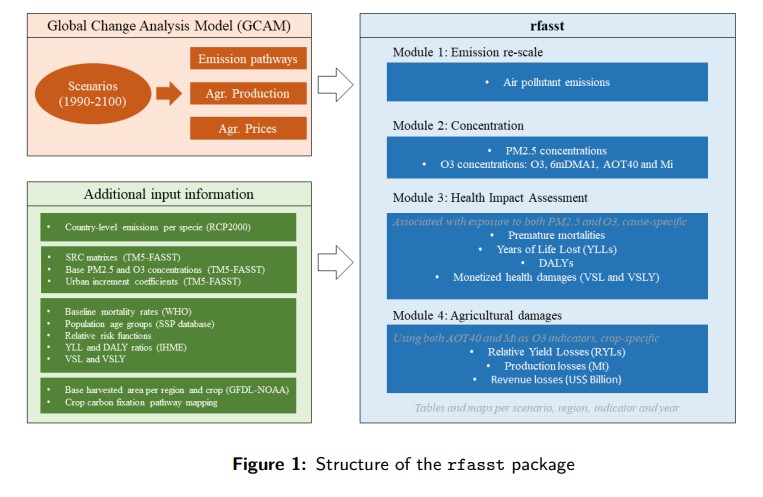 Global Change Analysis Model (GCAM)
Scenarios
(1990-2100)
Emission pathways
Agr. Production
Agr. Prices
Additional input information
• Country-level emissions per specie (RCP2000)
• SRC matrixes (TM5-FASST)
• Base PM2.5 and O3 concentrations (TM5-FASST)
• Urban increment coefficients (TM5-FASST)
• Baseline mortality rates (WHO)
• Population age groups (SSP database)
• Relative risk functions
• YLL and DALY ratios (IHME)
• VSL and VSLY
• Base harvested area per region and crop (GFDL-NOAA)
• Crop carbon fixation pathway mapping
rfasst
Module 1: Emission re-scale
• Air pollutant emissions
Module 2: Concentration
• PM2.5 concentrations
• O3 concentrations: O3, 6mDMA1, AOT40 and Mi
Module 3: Health Impact Assessment
Associated with exposure to both PM2.5 and O3, cause-specific
• Premature mortalities
• Years of Life Lost (YLLs)
• DALYs
• Monetized health damages (VSL and VSLY)
Module 4: Agricultural damages
Using both AOT40 and Mi as O3 indicators, crop-specific
• Relative Yield Losses (RYLs)
• Production losses (Mt)
• Revenue losses (US$ Billion)
Tables and maps per scenario, region, indicator and year
Figure 1: Structure of the rfasst package